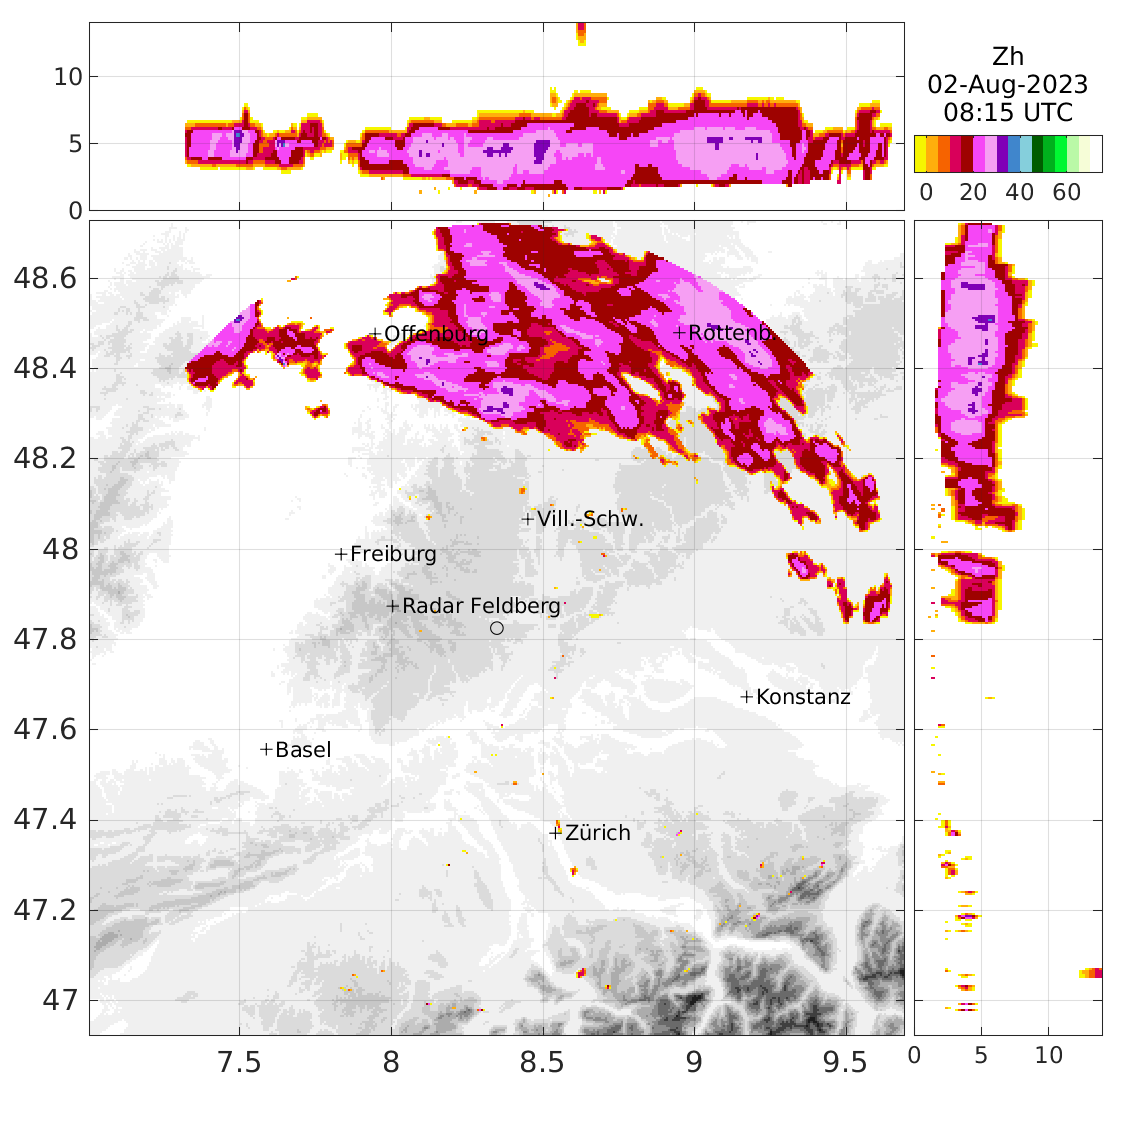 10
5
0
Zh
02-Aug-2023
08:15 UTC
0 20 40 60
48.6
48.4
48.2
48
47.8
47.6
47.4
47.2
47
Offenburg
Rottenb.
Vill.-Schw.
Freiburg
Radar Feldberg
Konstanz
Basel
Zürich
7.5 8 8.5 9 9.5
0 5 10